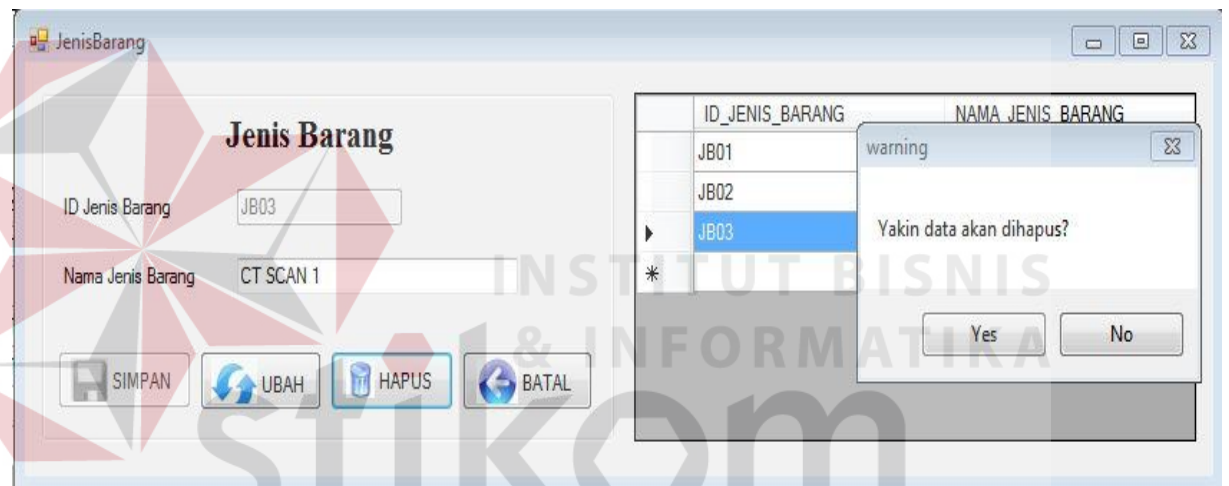 JenisBarang
Jenis Barang
ID Jenis Barang
JB03
Nama Jenis Barang
CT SCAN 1
SIMPAN
UBAH
HAPUS
BATAL
ID_JENIS_BARANG
NAMA_JENIS_BARANG
JB01
JB02
JB03
warning
Yakin data akan dihapus?
Yes
No
INSTITUT BISNIS
& INFORMATIKA
stikom